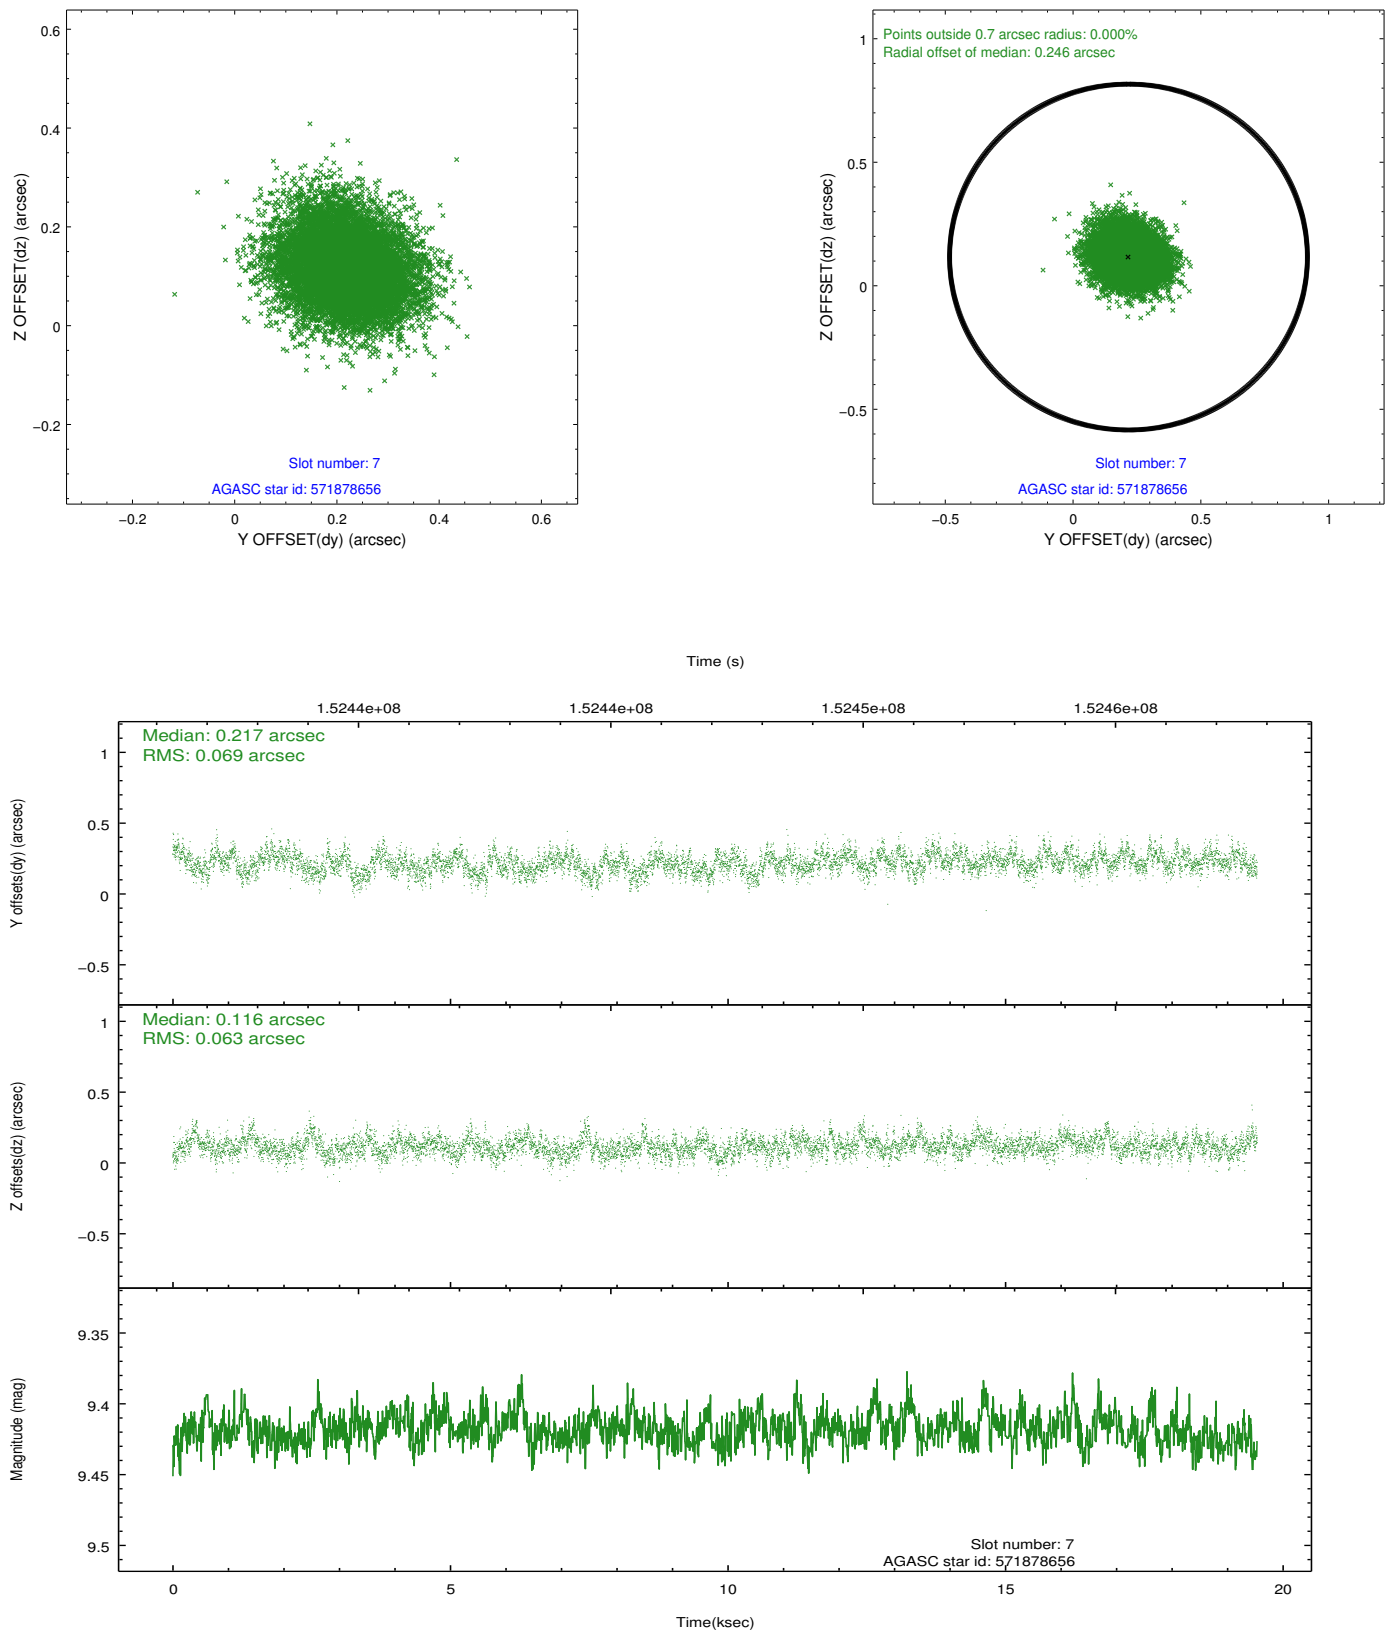 0.6
0.4
0.2
0
−0.2
Z OFFSET(dz) (arcsec)
Slot number: 7
AGASC star id: 571878656
−0.2 0 0.2 0.4 0.6
Y OFFSET(dy) (arcsec)
Points outside 0.7 arcsec radius: 0.000%
Radial offset of median: 0.246 arcsec
1
0.5
0
−0.5
Z OFFSET(dz) (arcsec)
Slot number: 7
AGASC star id: 571878656
−0.5 0 0.5 1
Y OFFSET(dy) (arcsec)
Time (s)
1.5244e+08 1.5244e+08 1.5245e+08 1.5246e+08
Median: 0.217 arcsec
RMS: 0.069 arcsec
1
0.5
0
−0.5
Y offsets(dy) (arcsec)
Median: 0.116 arcsec
RMS: 0.063 arcsec
1
0.5
0
−0.5
Z offsets(dz) (arcsec)
9.35
9.4
9.45
9.5
Magnitude (mag)
Slot number: 7
AGASC star id: 571878656
0 5 10 15 20
Time(ksec)